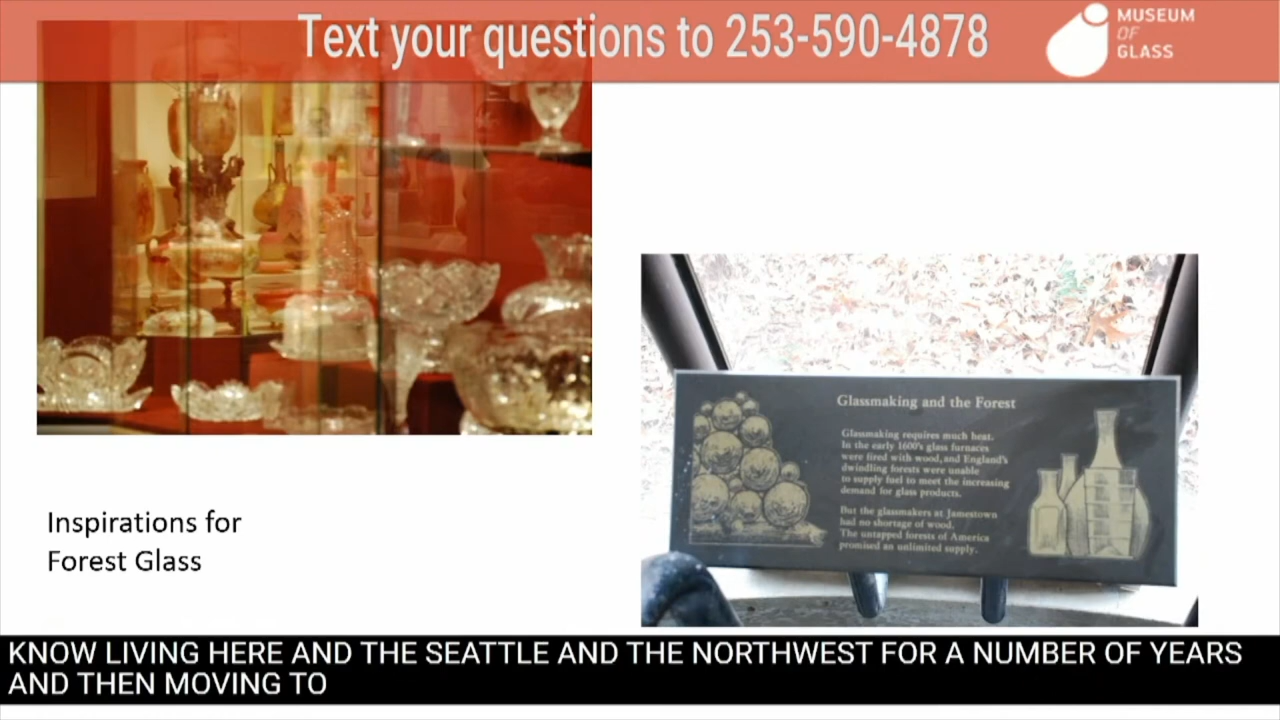 Text your questions to 253-590-4878
MUSEUM
OF
GLASS
Glassmaking and the Forest
Glassmaking requires much heat.
In the early 1600's glass furnaces
were fired with wood, and England's
dwindling forests were unable
to supply fuel to meet the increasing
demand for glass products.
But the glassmakers at Jamestown
had no shortage of wood.
The untapped forests of America
promised an unlimited supply.
Inspirations for
Forest Glass
KNOW LIVING HERE AND THE SEATTLE AND THE NORTHWEST FOR A NUMBER OF YEARS
AND THEN MOVING TO